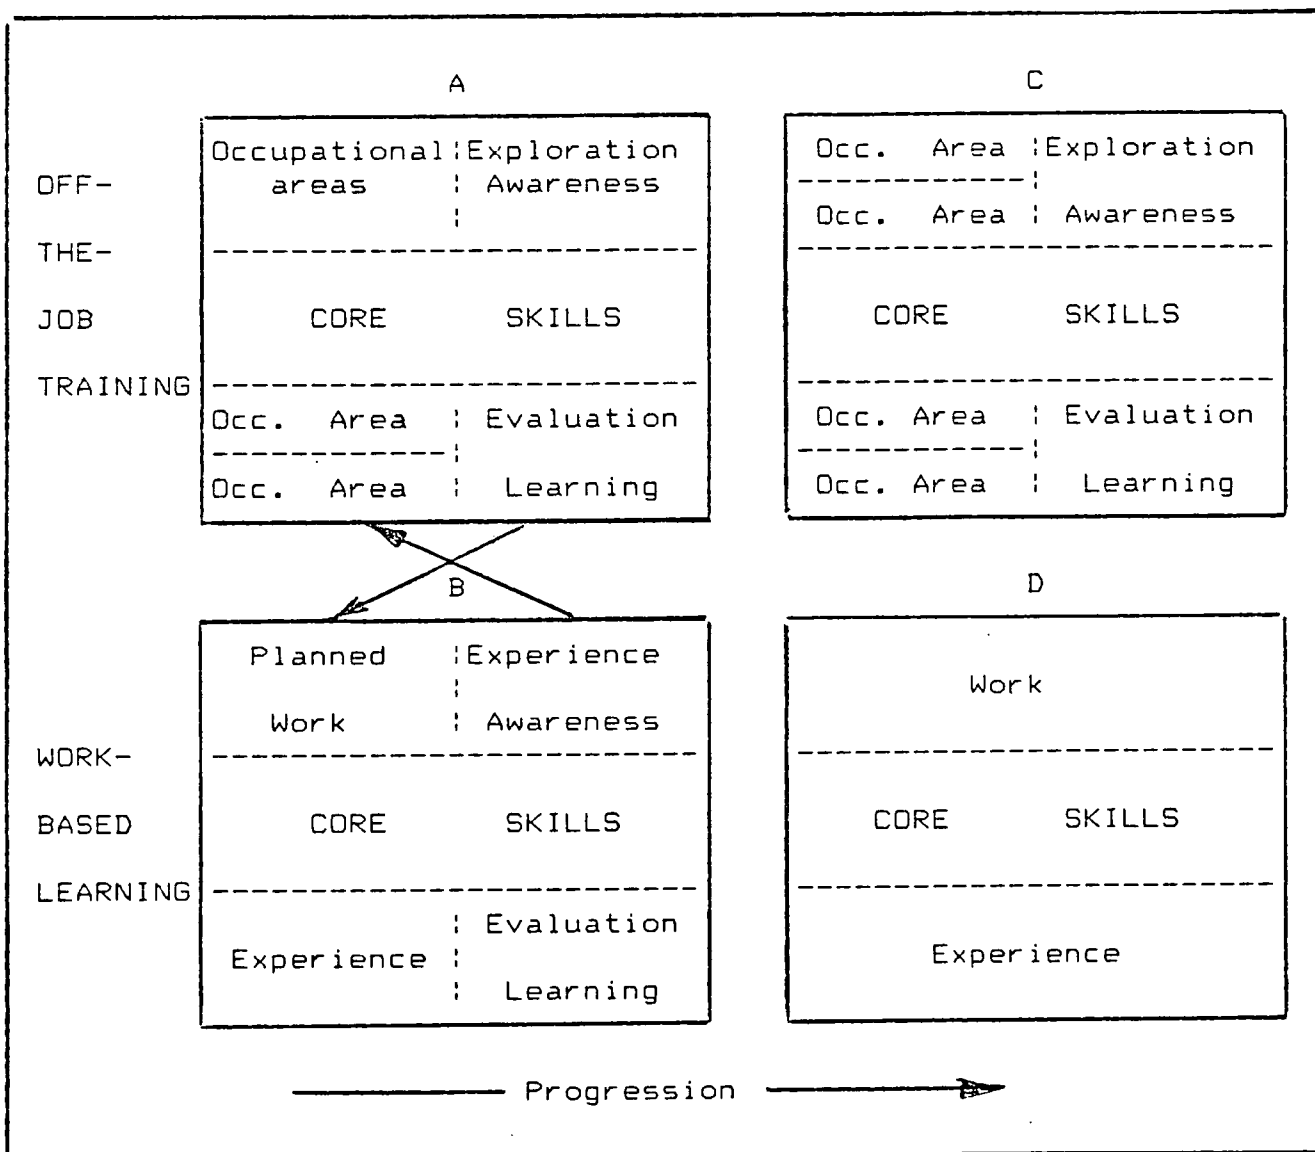 A C
Occupational Exploration Occ. Area Exploration
OFF- areas Awareness
Occ. Area Awareness
THE-
JOB CORE SKILLS CORE SKILLS
TRAINING
Occ. Area Evaluation Occ. Area Evaluation
Occ. Area Learning Occ. Area Learning
B D
Planned Experience
Work
Work Awareness
WORK-
BASED CORE SKILLS CORE SKILLS
LEARNING
Evaluation
Experience Experience
Learning
Progression